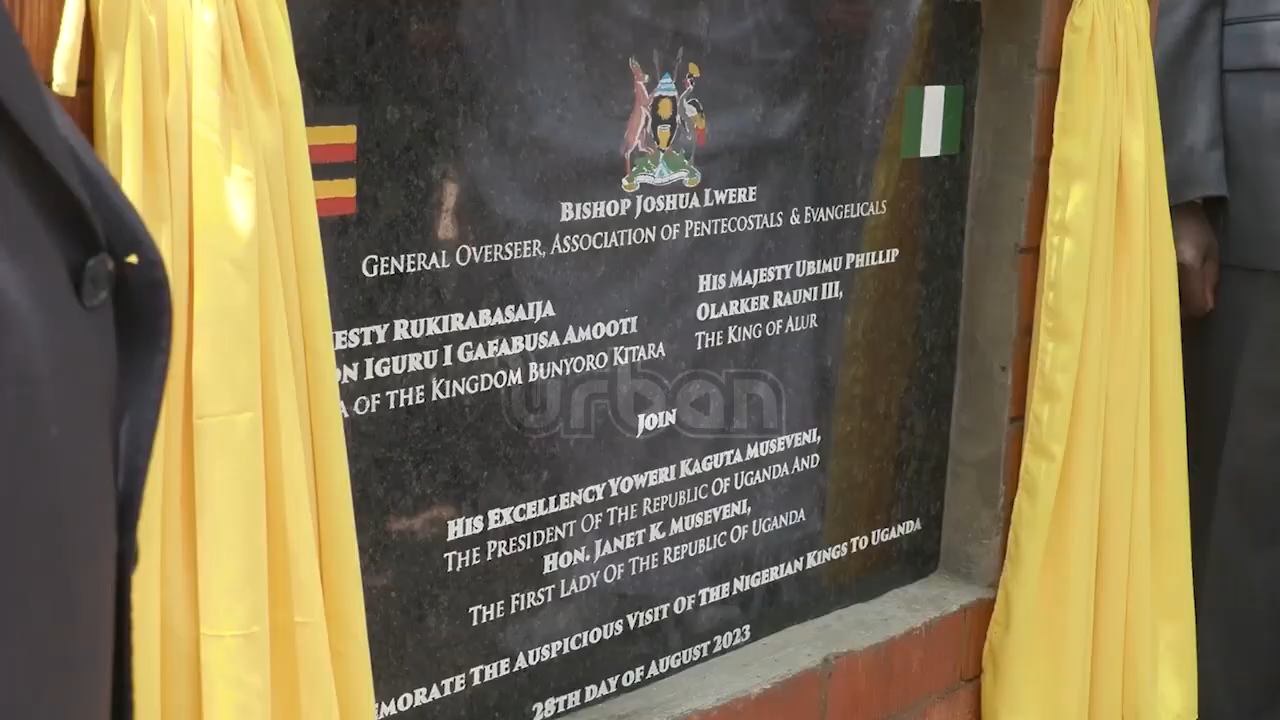 BISHOP JOSHUA LWERE
GENERAL OVERSEER, ASSOCIATION OF PENTECOSTALS & EVANGELICALS
ESTY RUKIRABASAIJA
ON IGURU I GAFABUSA AMOOTI
A OF THE KINGDOM BUNYORO KITARA
HIS MAJESTY UBIMU PHILLIP
OLARKER RAUNI III,
THE KING OF ALUR
urban
JOIN
HIS EXCELLENCY YOWERI KAGUTA MUSEVENI,
THE PRESIDENT OF THE REPUBLIC OF UGANDA AND
HON. JANET K. MUSEVENI,
THE FIRST LADY OF THE REPUBLIC OF UGANDA
EMORATE THE AUSPICIOUS VISIT OF THE NIGERIAN KINGS TO UGANDA
28TH DAY OF AUGUST 2023